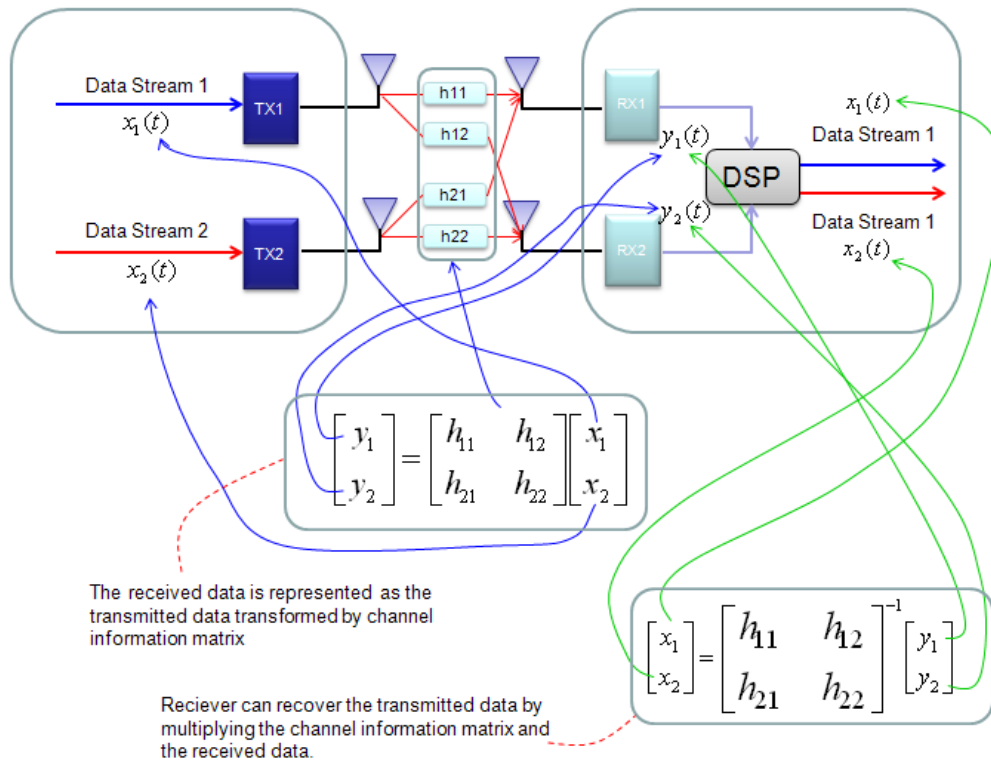 Data Stream 1
x₁(t)
TX1
h11
h12
h21
h22
RX1
y₁(t)
x₁(t)
Data Stream 1
DSP
Data Stream 2
x₂(t)
TX2
RX2
y₂(t)
Data Stream 1
x₂(t)
[y₁ y₂] = [h₁₁ h₁₂ h₂₁ h₂₂] [x₁ x₂]
The received data is represented as the
transmitted data transformed by channel
information matrix
[x₁ x₂] = [h₁₁ h₁₂ h₂₁ h₂₂]⁻¹ [y₁ y₂]
Reciever can recover the transmitted data by
multiplying the channel information matrix and
the received data.